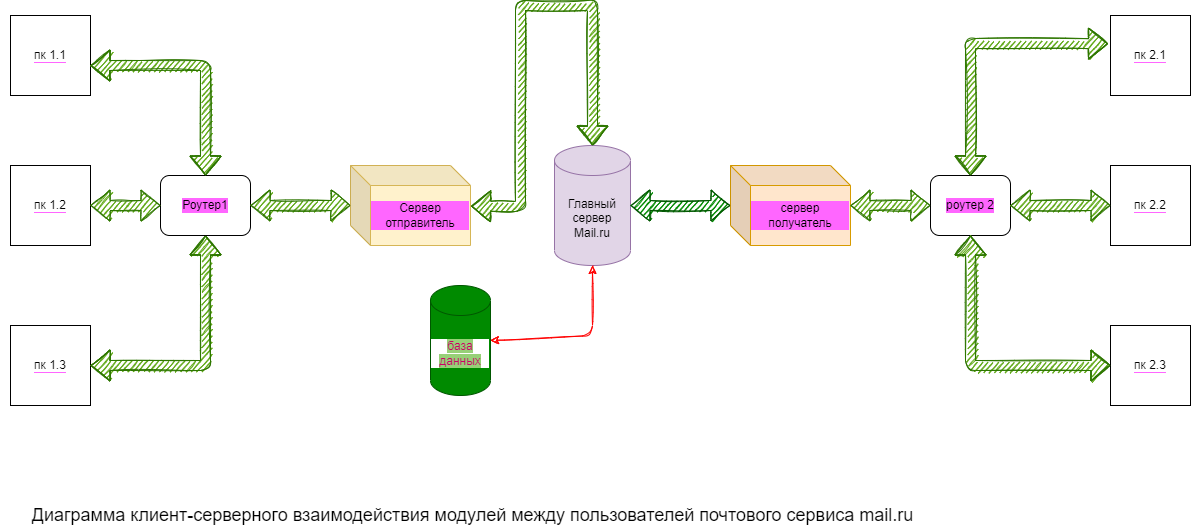 пк 1.1
пк 2.1
пк 1.2
Роутер1
Сервер
отправитель
Главный
сервер
Mail.ru
сервер
получатель
роутер 2
пк 2.2
база
данных
пк 1.3
пк 2.3
Диаграмма клиент-серверного взаимодействия модулей между пользователей почтового сервиса mail.ru